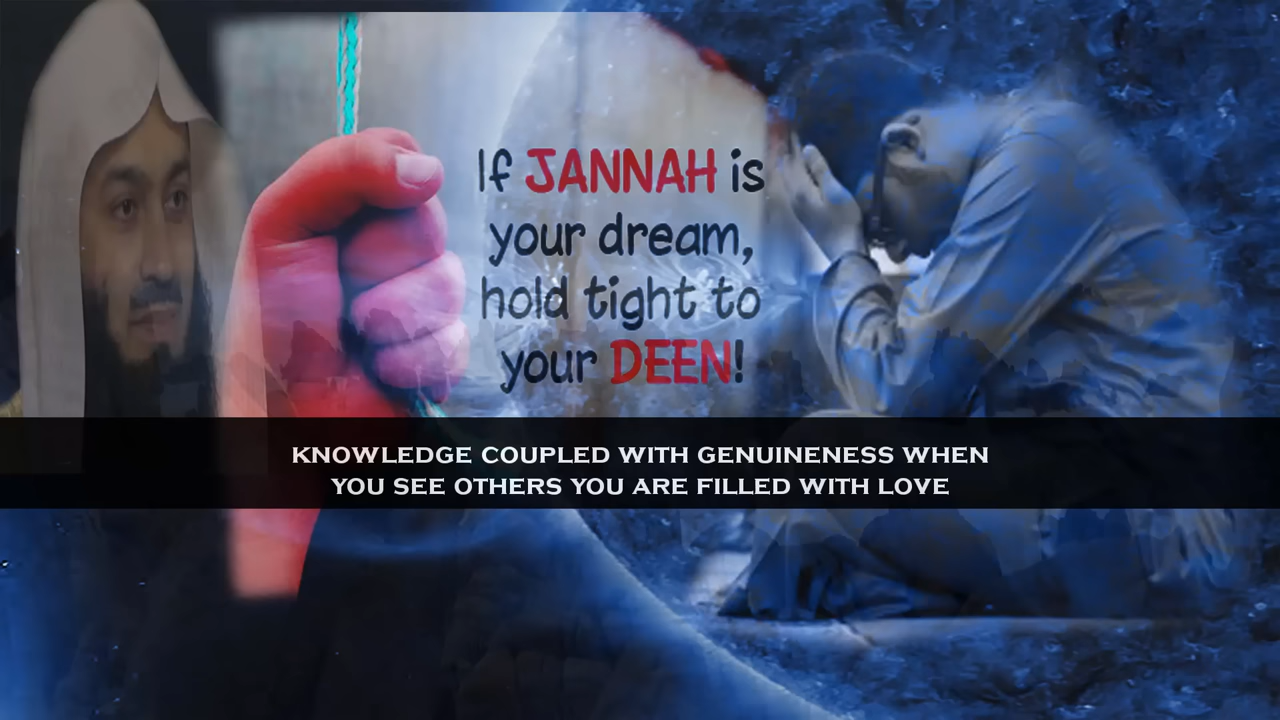 If JANNAH is
your dream,
hold tight to
your DEEN!
KNOWLEDGE COUPLED WITH GENUINENESS WHEN
YOU SEE OTHERS YOU ARE FILLED WITH LOVE